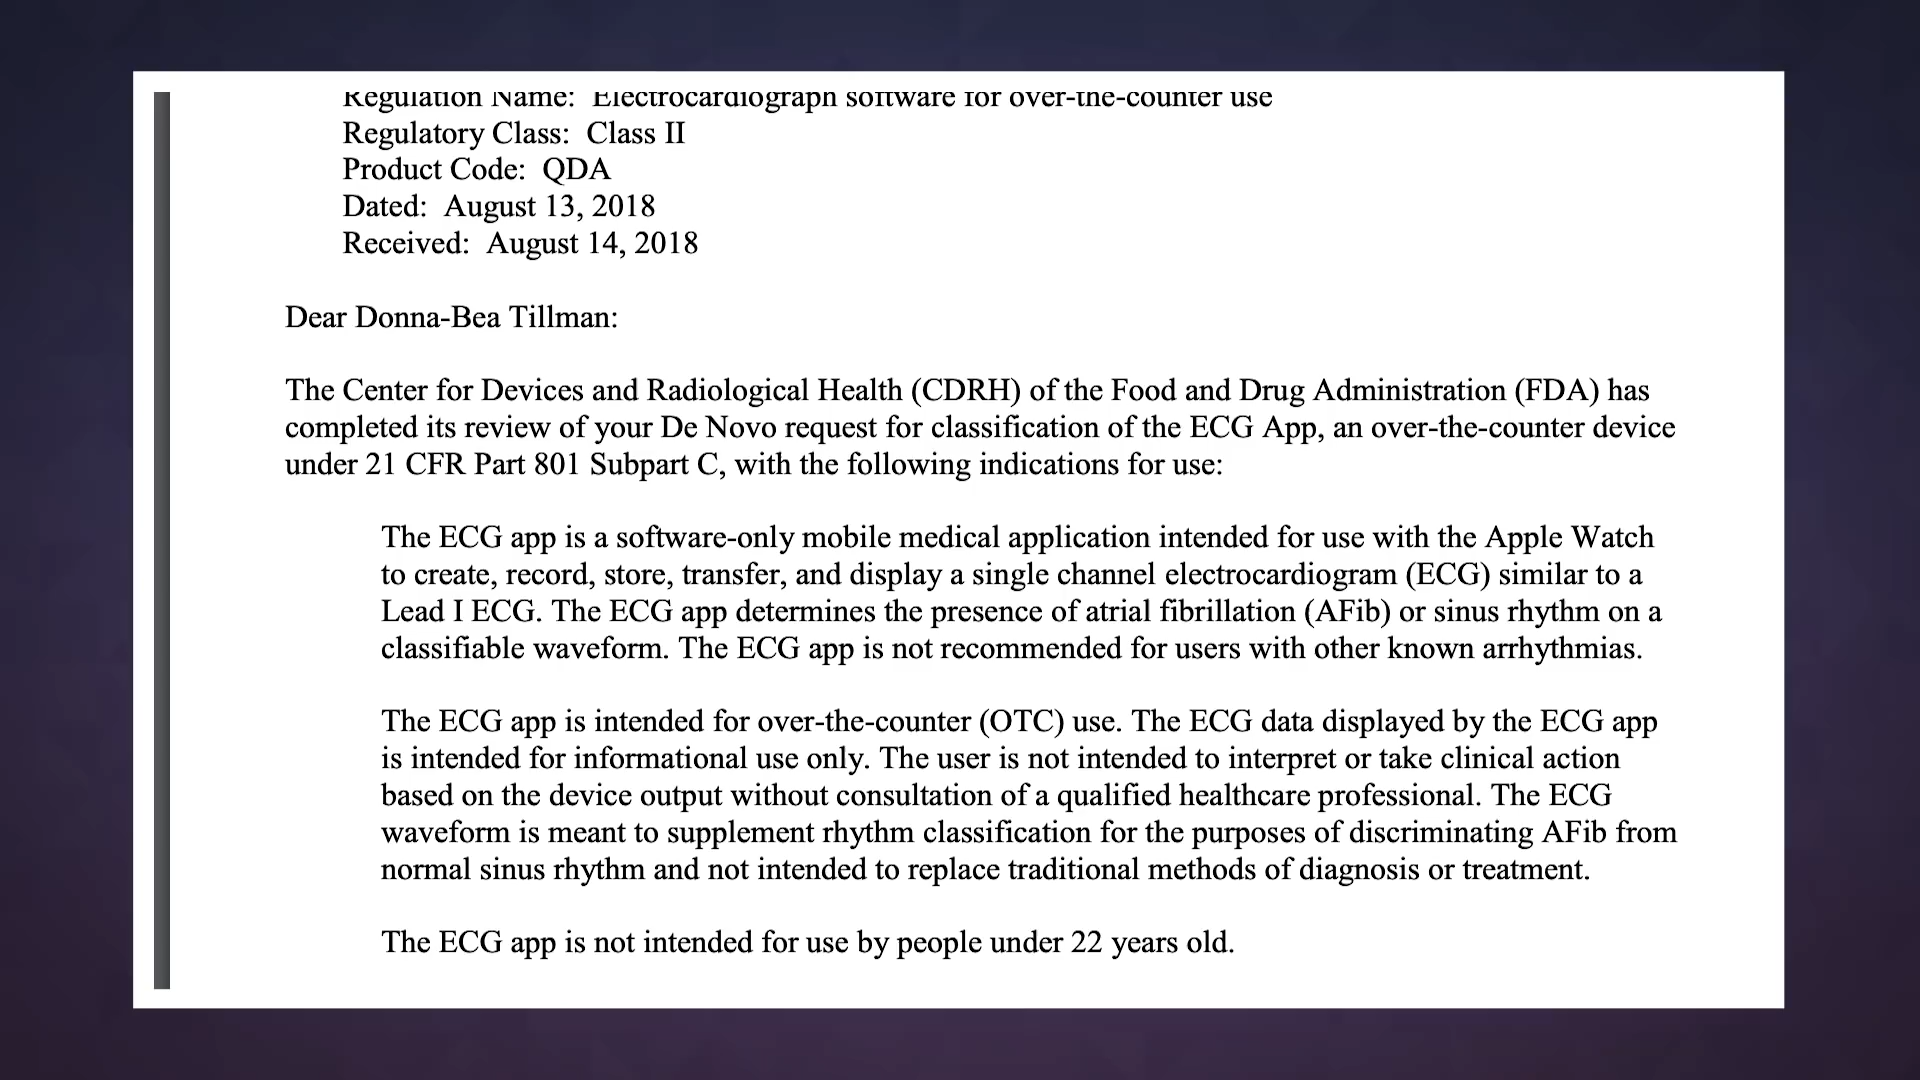 Regulation Name: Electrocardiograph software for over-the-counter use
Regulatory Class: Class II
Product Code: QDA
Dated: August 13, 2018
Received: August 14, 2018
Dear Donna-Bea Tillman:
The Center for Devices and Radiological Health (CDRH) of the Food and Drug Administration (FDA) has
completed its review of your De Novo request for classification of the ECG App, an over-the-counter device
under 21 CFR Part 801 Subpart C, with the following indications for use:
The ECG app is a software-only mobile medical application intended for use with the Apple Watch
to create, record, store, transfer, and display a single channel electrocardiogram (ECG) similar to a
Lead I ECG. The ECG app determines the presence of atrial fibrillation (AFib) or sinus rhythm on a
classifiable waveform. The ECG app is not recommended for users with other known arrhythmias.
The ECG app is intended for over-the-counter (OTC) use. The ECG data displayed by the ECG app
is intended for informational use only. The user is not intended to interpret or take clinical action
based on the device output without consultation of a qualified healthcare professional. The ECG
waveform is meant to supplement rhythm classification for the purposes of discriminating AFib from
normal sinus rhythm and not intended to replace traditional methods of diagnosis or treatment.
The ECG app is not intended for use by people under 22 years old.